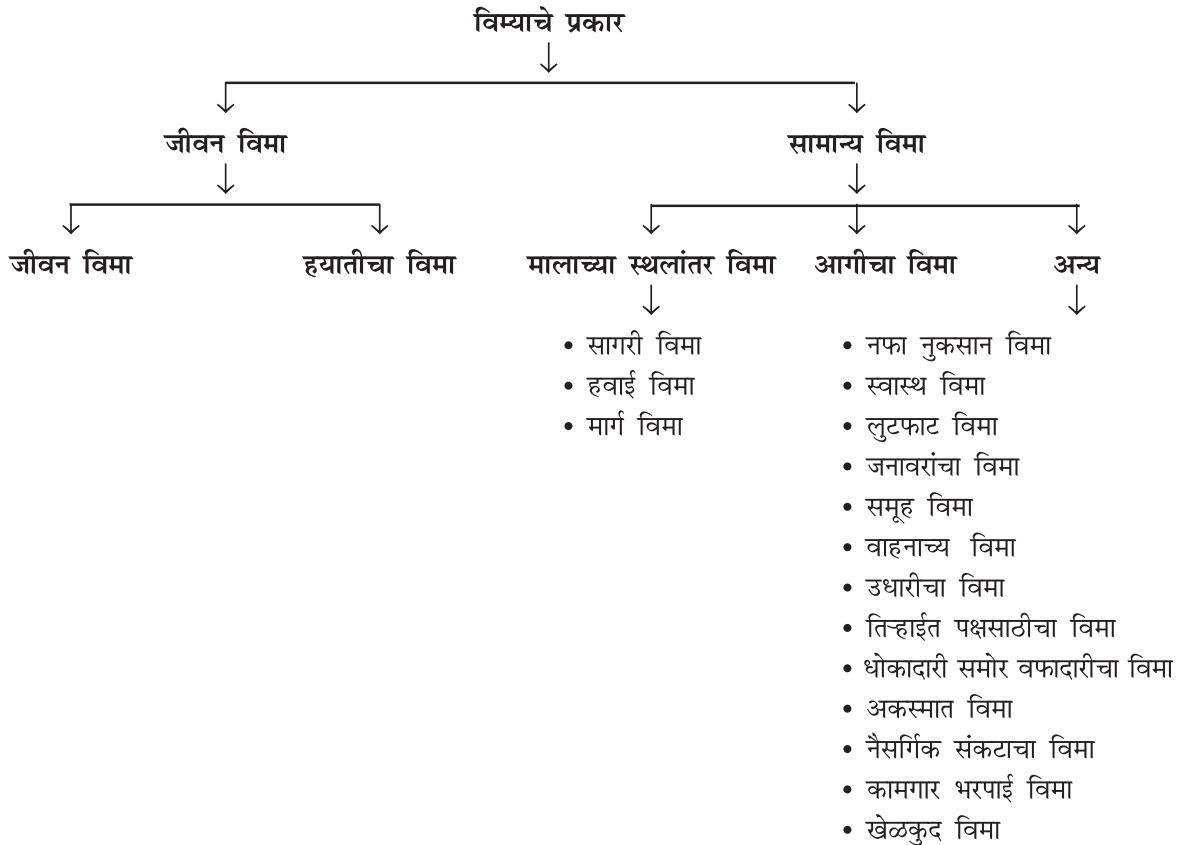 विम्याचे प्रकार
जीवन विमा सामान्य विमा
जीवन विमा हयातीचा विमा मालाच्या स्थलांतर विमा आगीचा विमा अन्य
• सागरी विमा
• हवाई विमा
• मार्ग विमा
• नफा नुकसान विमा
• स्वास्थ विमा
• लुटफाट विमा
• जनावरांचा विमा
• समूह विमा
• वाहनाच्य विमा
• उधारीचा विमा
• तिऱ्हाईत पक्षसाठीचा विमा
• धोकादारी समोर वफादारीचा विमा
• अकस्मात विमा
• नैसर्गिक संकटाचा विमा
• कामगार भरपाई विमा
• खेळकुद विमा